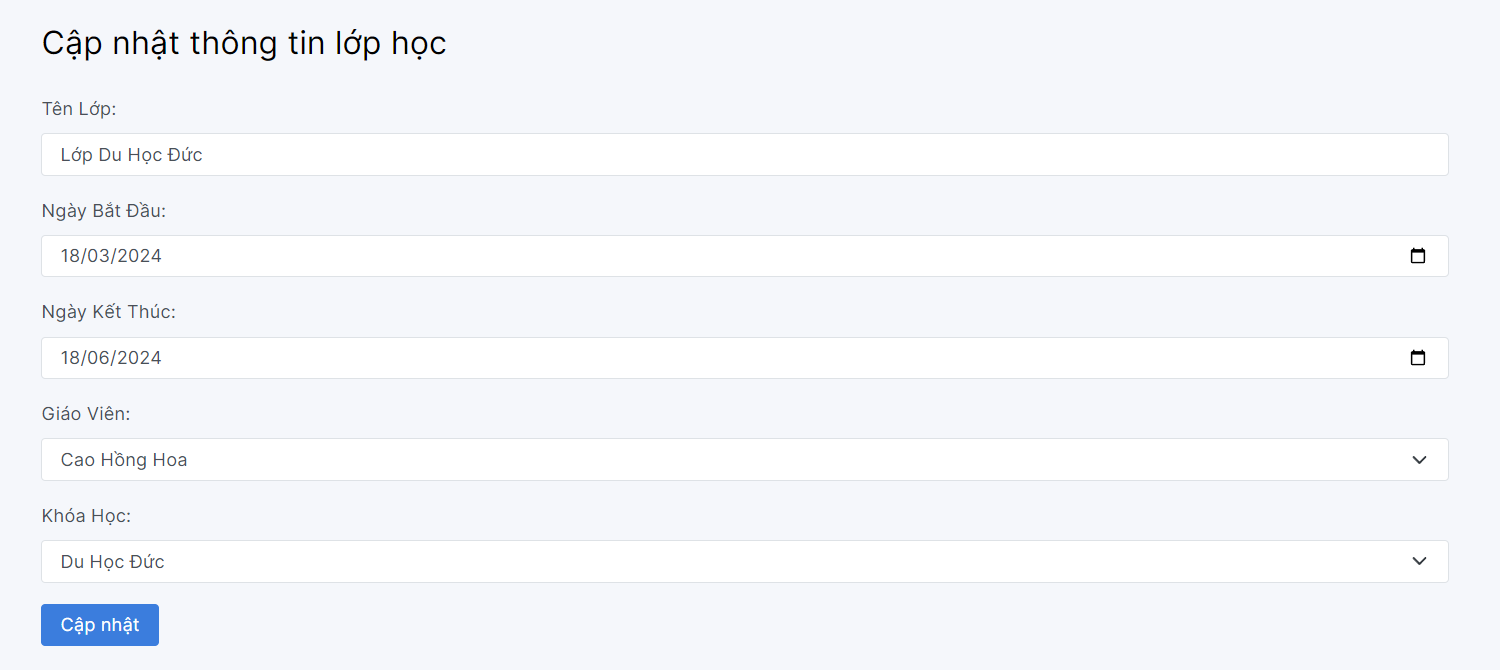 Cập nhật thông tin lớp học
Tên Lớp:
Lớp Du Học Đức
Ngày Bắt Đầu:
18/03/2024
Ngày Kết Thúc:
18/06/2024
Giáo Viên:
Cao Hồng Hoa
Khóa Học:
Du Học Đức
Cập nhật